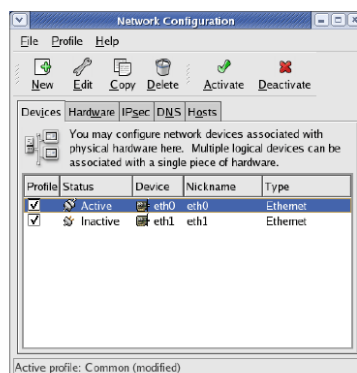 Network Configuration
File Profile Help
New Edit Copy Delete Activate Deactivate
Devices Hardware IPsec DNS Hosts
You may configure network devices associated with
physical hardware here. Multiple logical devices can be
associated with a single piece of hardware.
Profile Status Device Nickname Type
Active eth0 eth0 Ethernet
Inactive eth1 eth1 Ethernet
Active profile: Common (modified)